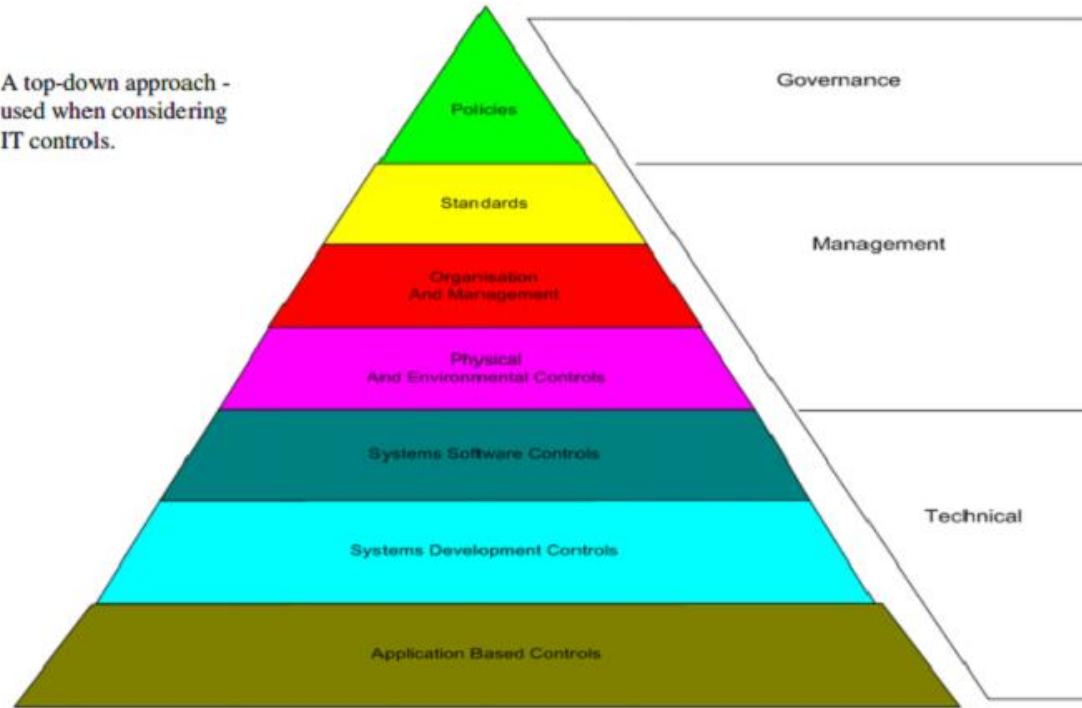 A top-down approach -
used when considering
IT controls.
Policies
Governance
Standards
Management
Organisation
And Management
Physical
And Environmental Controls
Systems Software Controls
Technical
Systems Development Controls
Application Based Controls